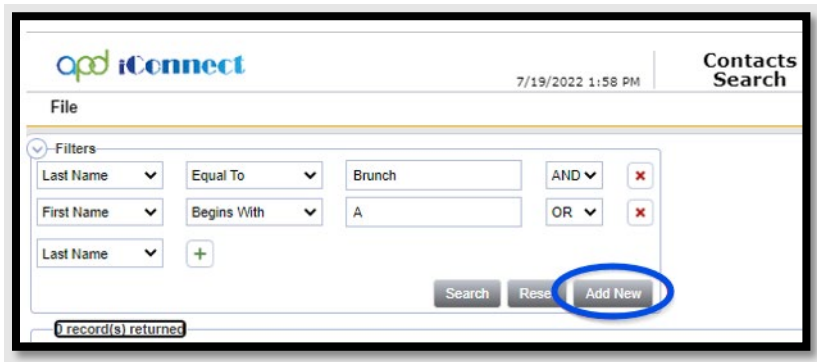 apd iConnect
7/19/2022 1:58 PM
Contacts
Search
File
Filters
Last Name Equal To Brunch AND
First Name Begins With A OR
Last Name
Search Rese Add New
0 record(s) returned